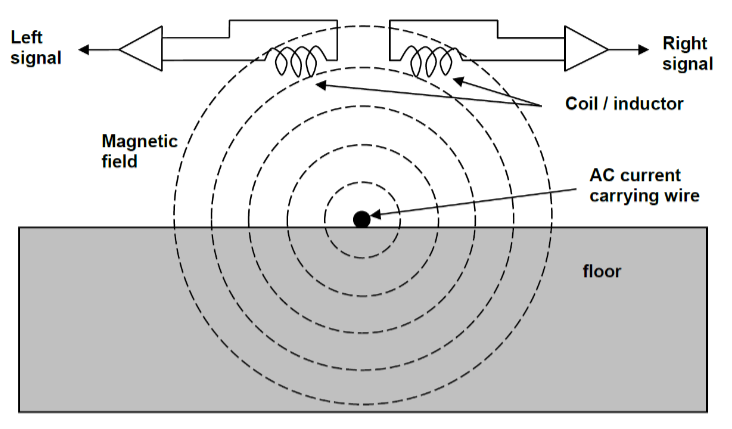 Left
signal
Right
signal
Coil / inductor
Magnetic
field
AC current
carrying wire
floor